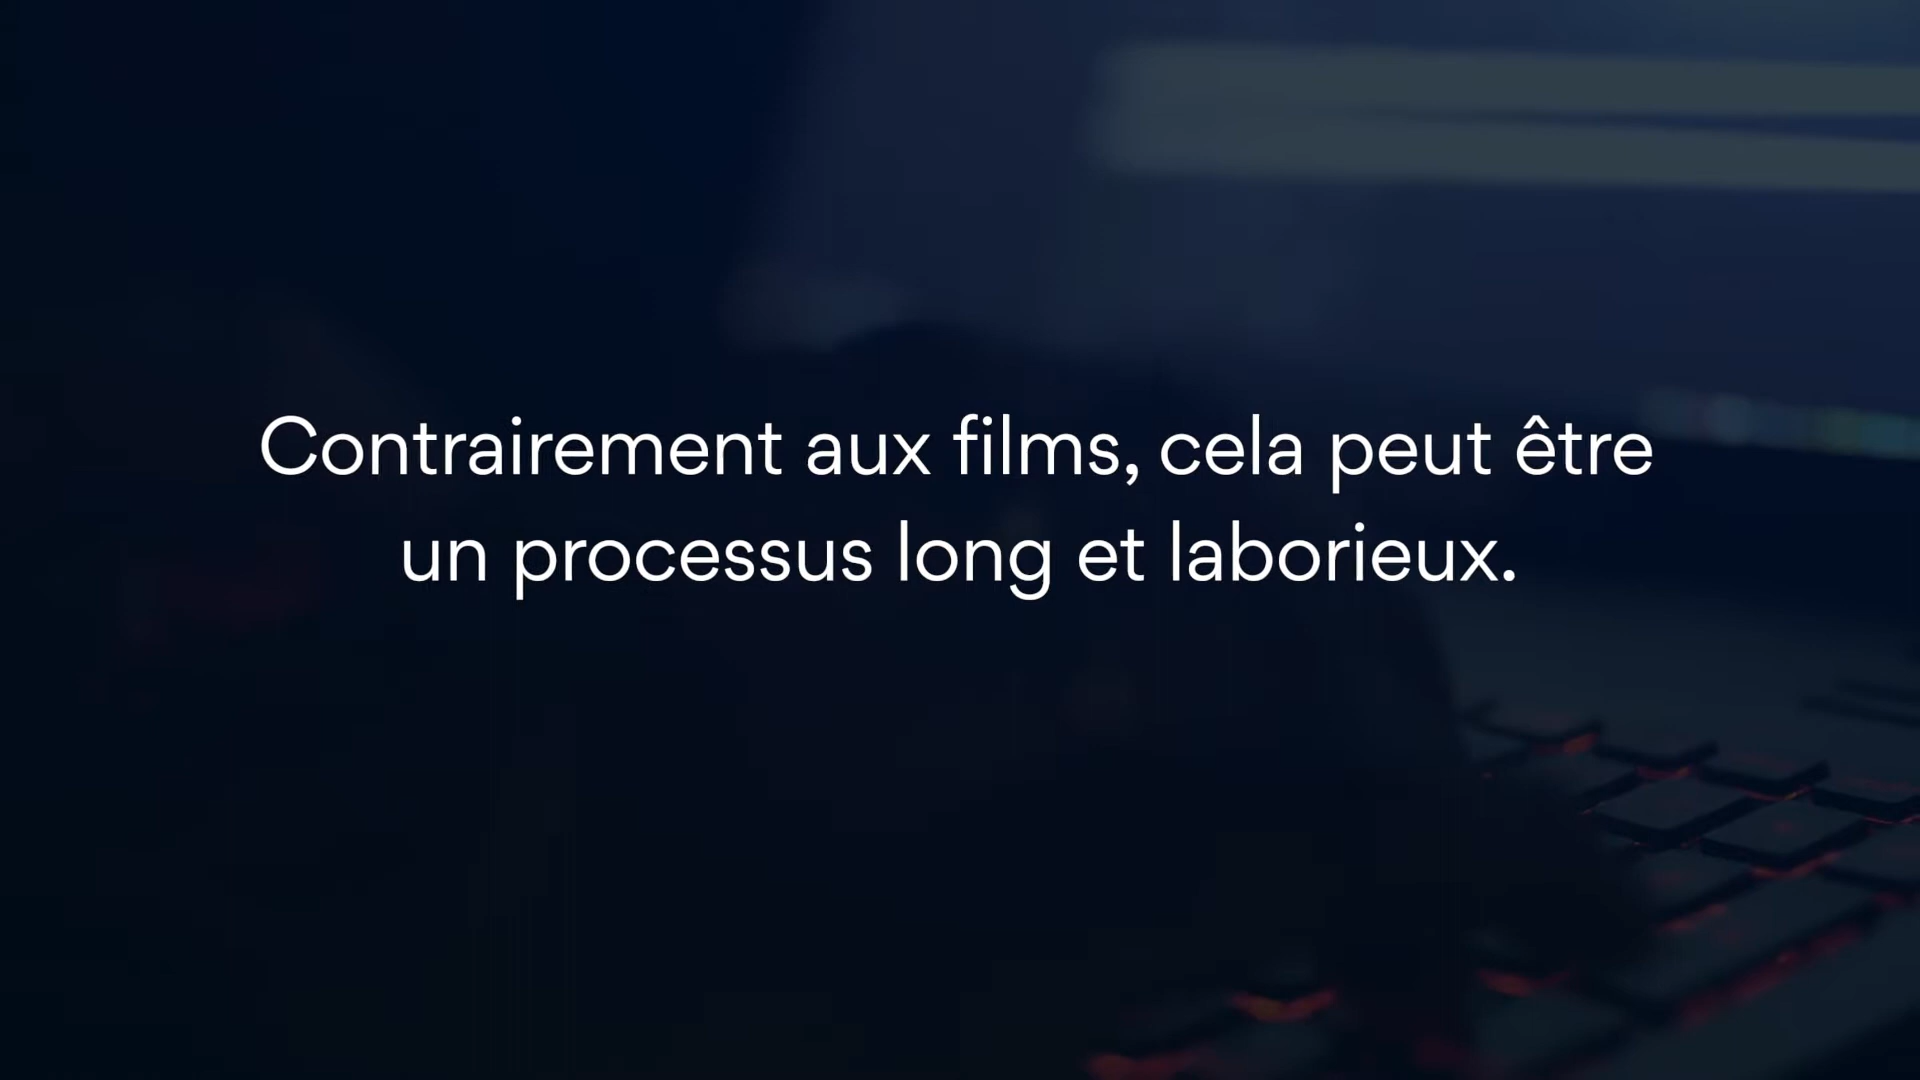 Contrairement aux films, cela peut être
un processus long et laborieux.